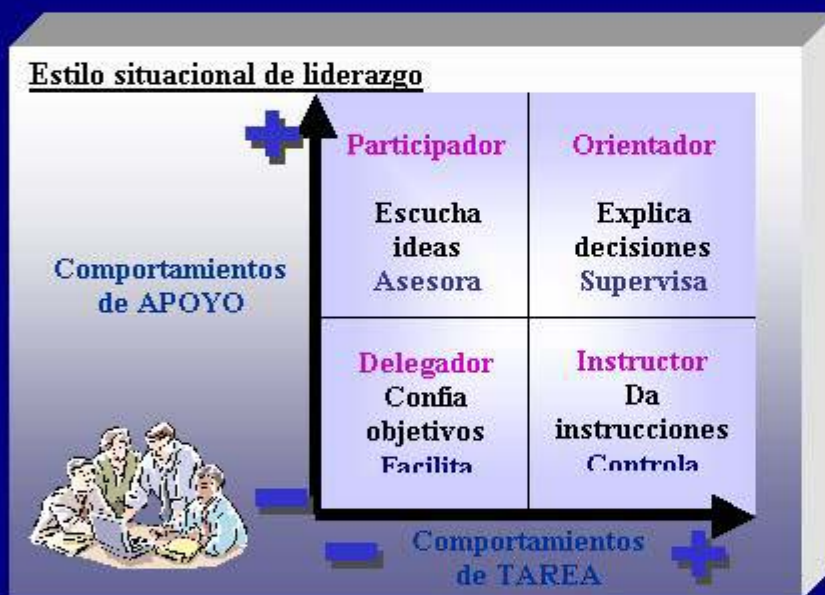 Estilo situacional de liderazgo
Participador
Escucha
ideas
Asesora
Orientador
Explica
decisiones
Supervisa
Comportamientos
de APOYO
Delegador
Confia
objetivos
Facilita
Instructor
Da
instrucciones
Controla
Comportamientos
de TAREA